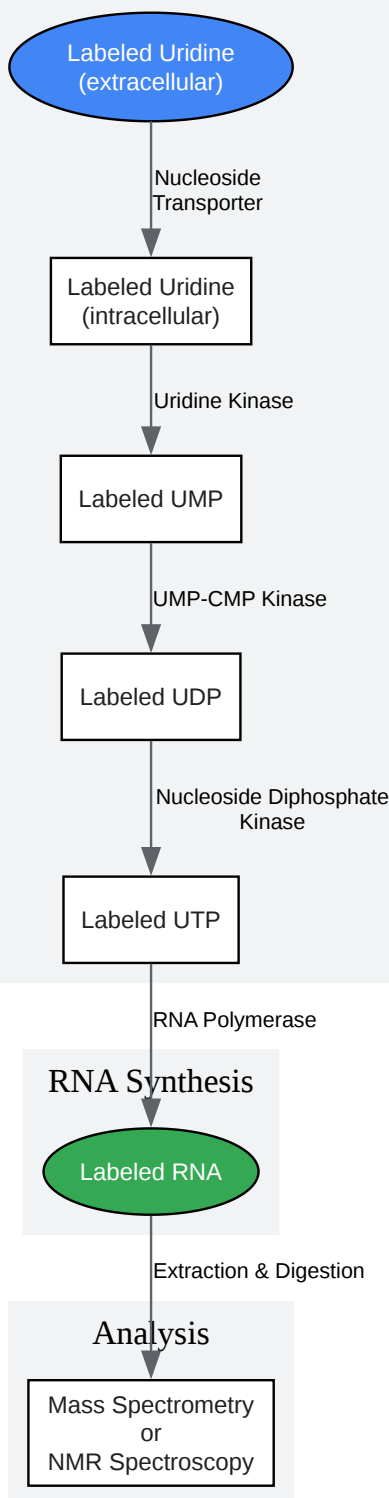 Labeled Uridine
(extracellular)
Nucleoside
Transporter
Labeled Uridine
(intracellular)
Uridine Kinase
Labeled UMP
UMP-CMP Kinase
Labeled UDP
Nucleoside Diphosphate
Kinase
Labeled UTP
RNA Polymerase
RNA Synthesis
Labeled RNA
Extraction & Digestion
Analysis
Mass Spectrometry
or
NMR Spectroscopy